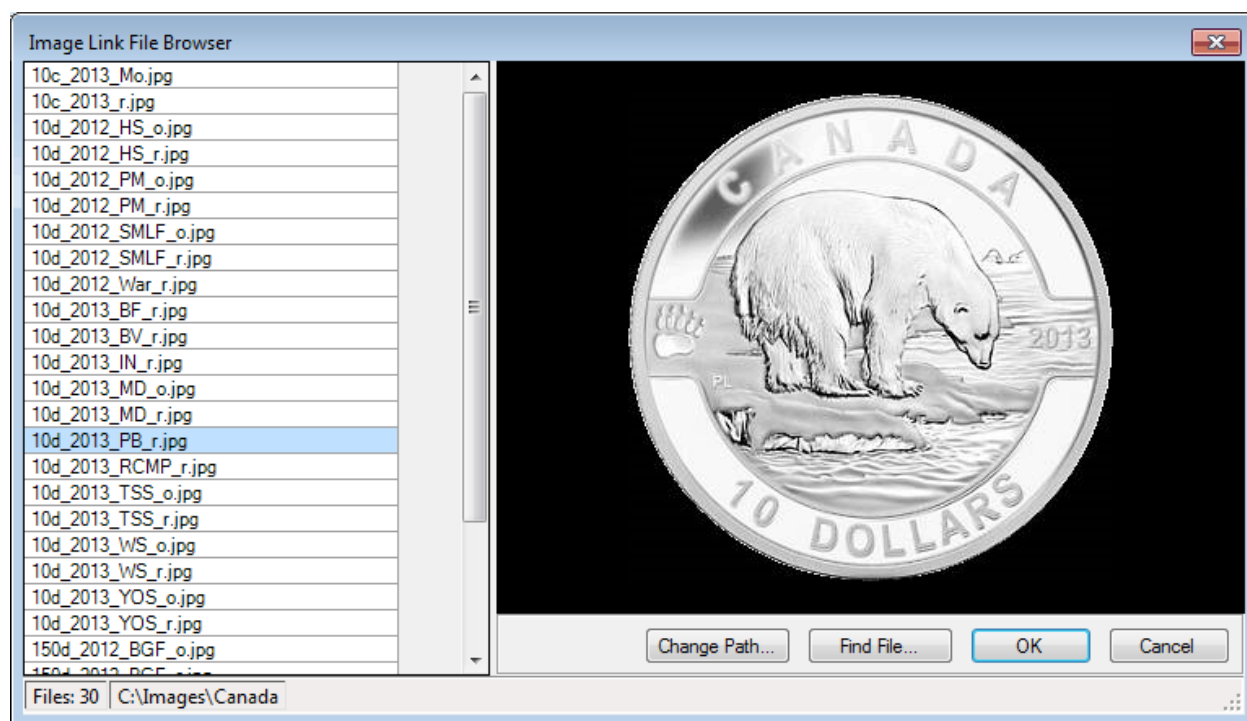 Image Link File Browser
10c_2013_Mo.jpg
10c_2013_r.jpg
10d_2012_HS_o.jpg
10d_2012_HS_r.jpg
10d_2012_PM_o.jpg
10d_2012_PM_r.jpg
10d_2012_SMLF_o.jpg
10d_2012_SMLF_r.jpg
10d_2012_War_r.jpg
10d_2013_BF_r.jpg
10d_2013_BV_r.jpg
10d_2013_IN_r.jpg
10d_2013_MD_o.jpg
10d_2013_MD_r.jpg
10d_2013_PB_r.jpg
10d_2013_RCMP_r.jpg
10d_2013_TSS_o.jpg
10d_2013_TSS_r.jpg
10d_2013_WS_o.jpg
10d_2013_WS_r.jpg
10d_2013_YOS_o.jpg
10d_2013_YOS_r.jpg
150d_2012_BGF_o.jpg
CANADA
2013
PL
10 DOLLARS
Change Path...
Find File...
OK
Cancel
Files: 30
C:\Images\Canada